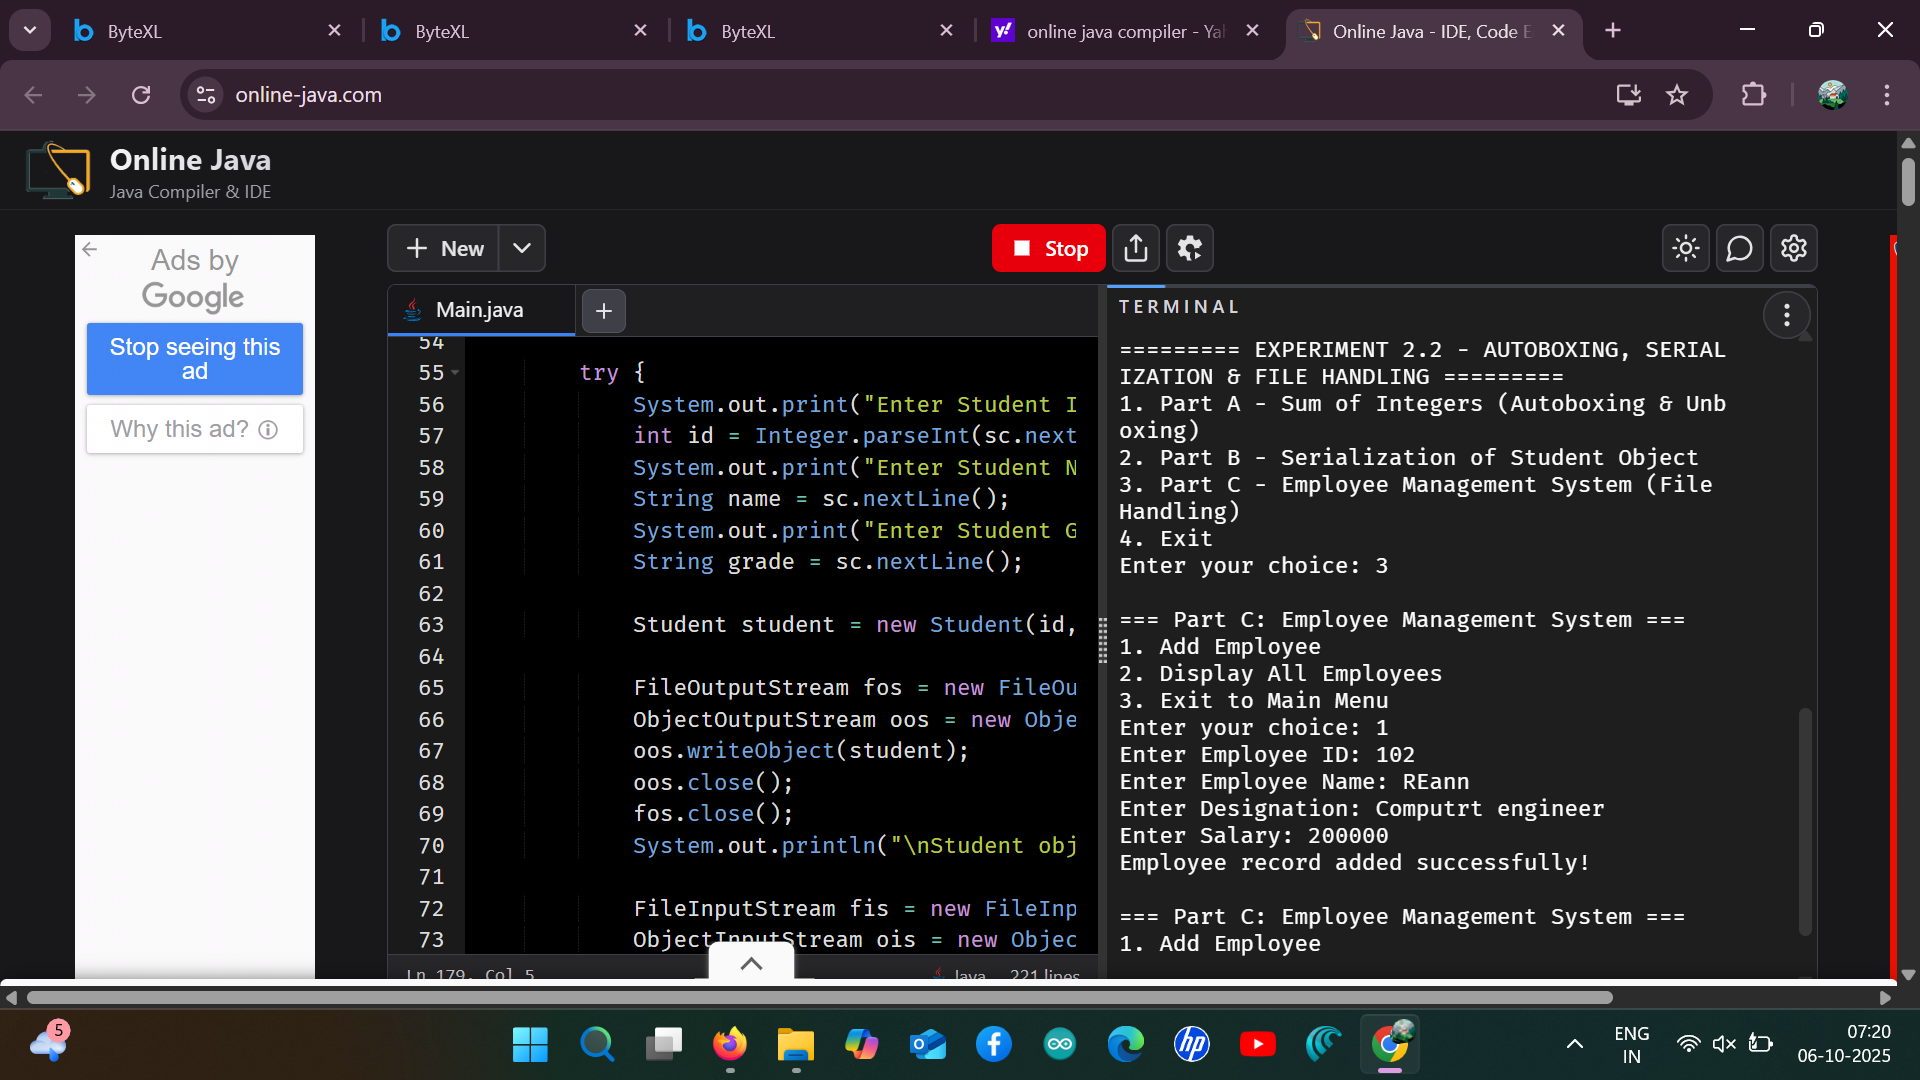 ByteXL
ByteXL
ByteXL
online java compiler - Ya
Online Java - IDE, Code E
online-java.com
Online Java
Java Compiler & IDE
Ads by
Google
Stop seeing this
ad
Why this ad?
New
Stop
Main.java
54
55 try {
56 System.out.print("Enter Student I
57 int id = Integer.parseInt(sc.next
58 System.out.print("Enter Student N
59 String name = sc.nextLine();
60 System.out.print("Enter Student G
61 String grade = sc.nextLine();
62
63 Student student = new Student(id,
64
65 FileOutputStream fos = new FileOu
66 ObjectOutputStream oos = new Obje
67 oos.writeObject(student);
68 oos.close();
69 fos.close();
70 System.out.println("\nStudent obj
71
72 FileInputStream fis = new FileInp
73 ObjectInputStream ois = new Objec
Ln 179, Col 5
Java 221 lines
TERMINAL
========= EXPERIMENT 2.2 - AUTOBOXING, SERIAL
IZATION & FILE HANDLING =========
1. Part A - Sum of Integers (Autoboxing & Unb
oxing)
2. Part B - Serialization of Student Object
3. Part C - Employee Management System (File
Handling)
4. Exit
Enter your choice: 3
=== Part C: Employee Management System ===
1. Add Employee
2. Display All Employees
3. Exit to Main Menu
Enter your choice: 1
Enter Employee ID: 102
Enter Employee Name: REann
Enter Designation: Computrt engineer
Enter Salary: 200000
Employee record added successfully!
=== Part C: Employee Management System ===
1. Add Employee
5
hp
ENG
IN
07:20
06-10-2025